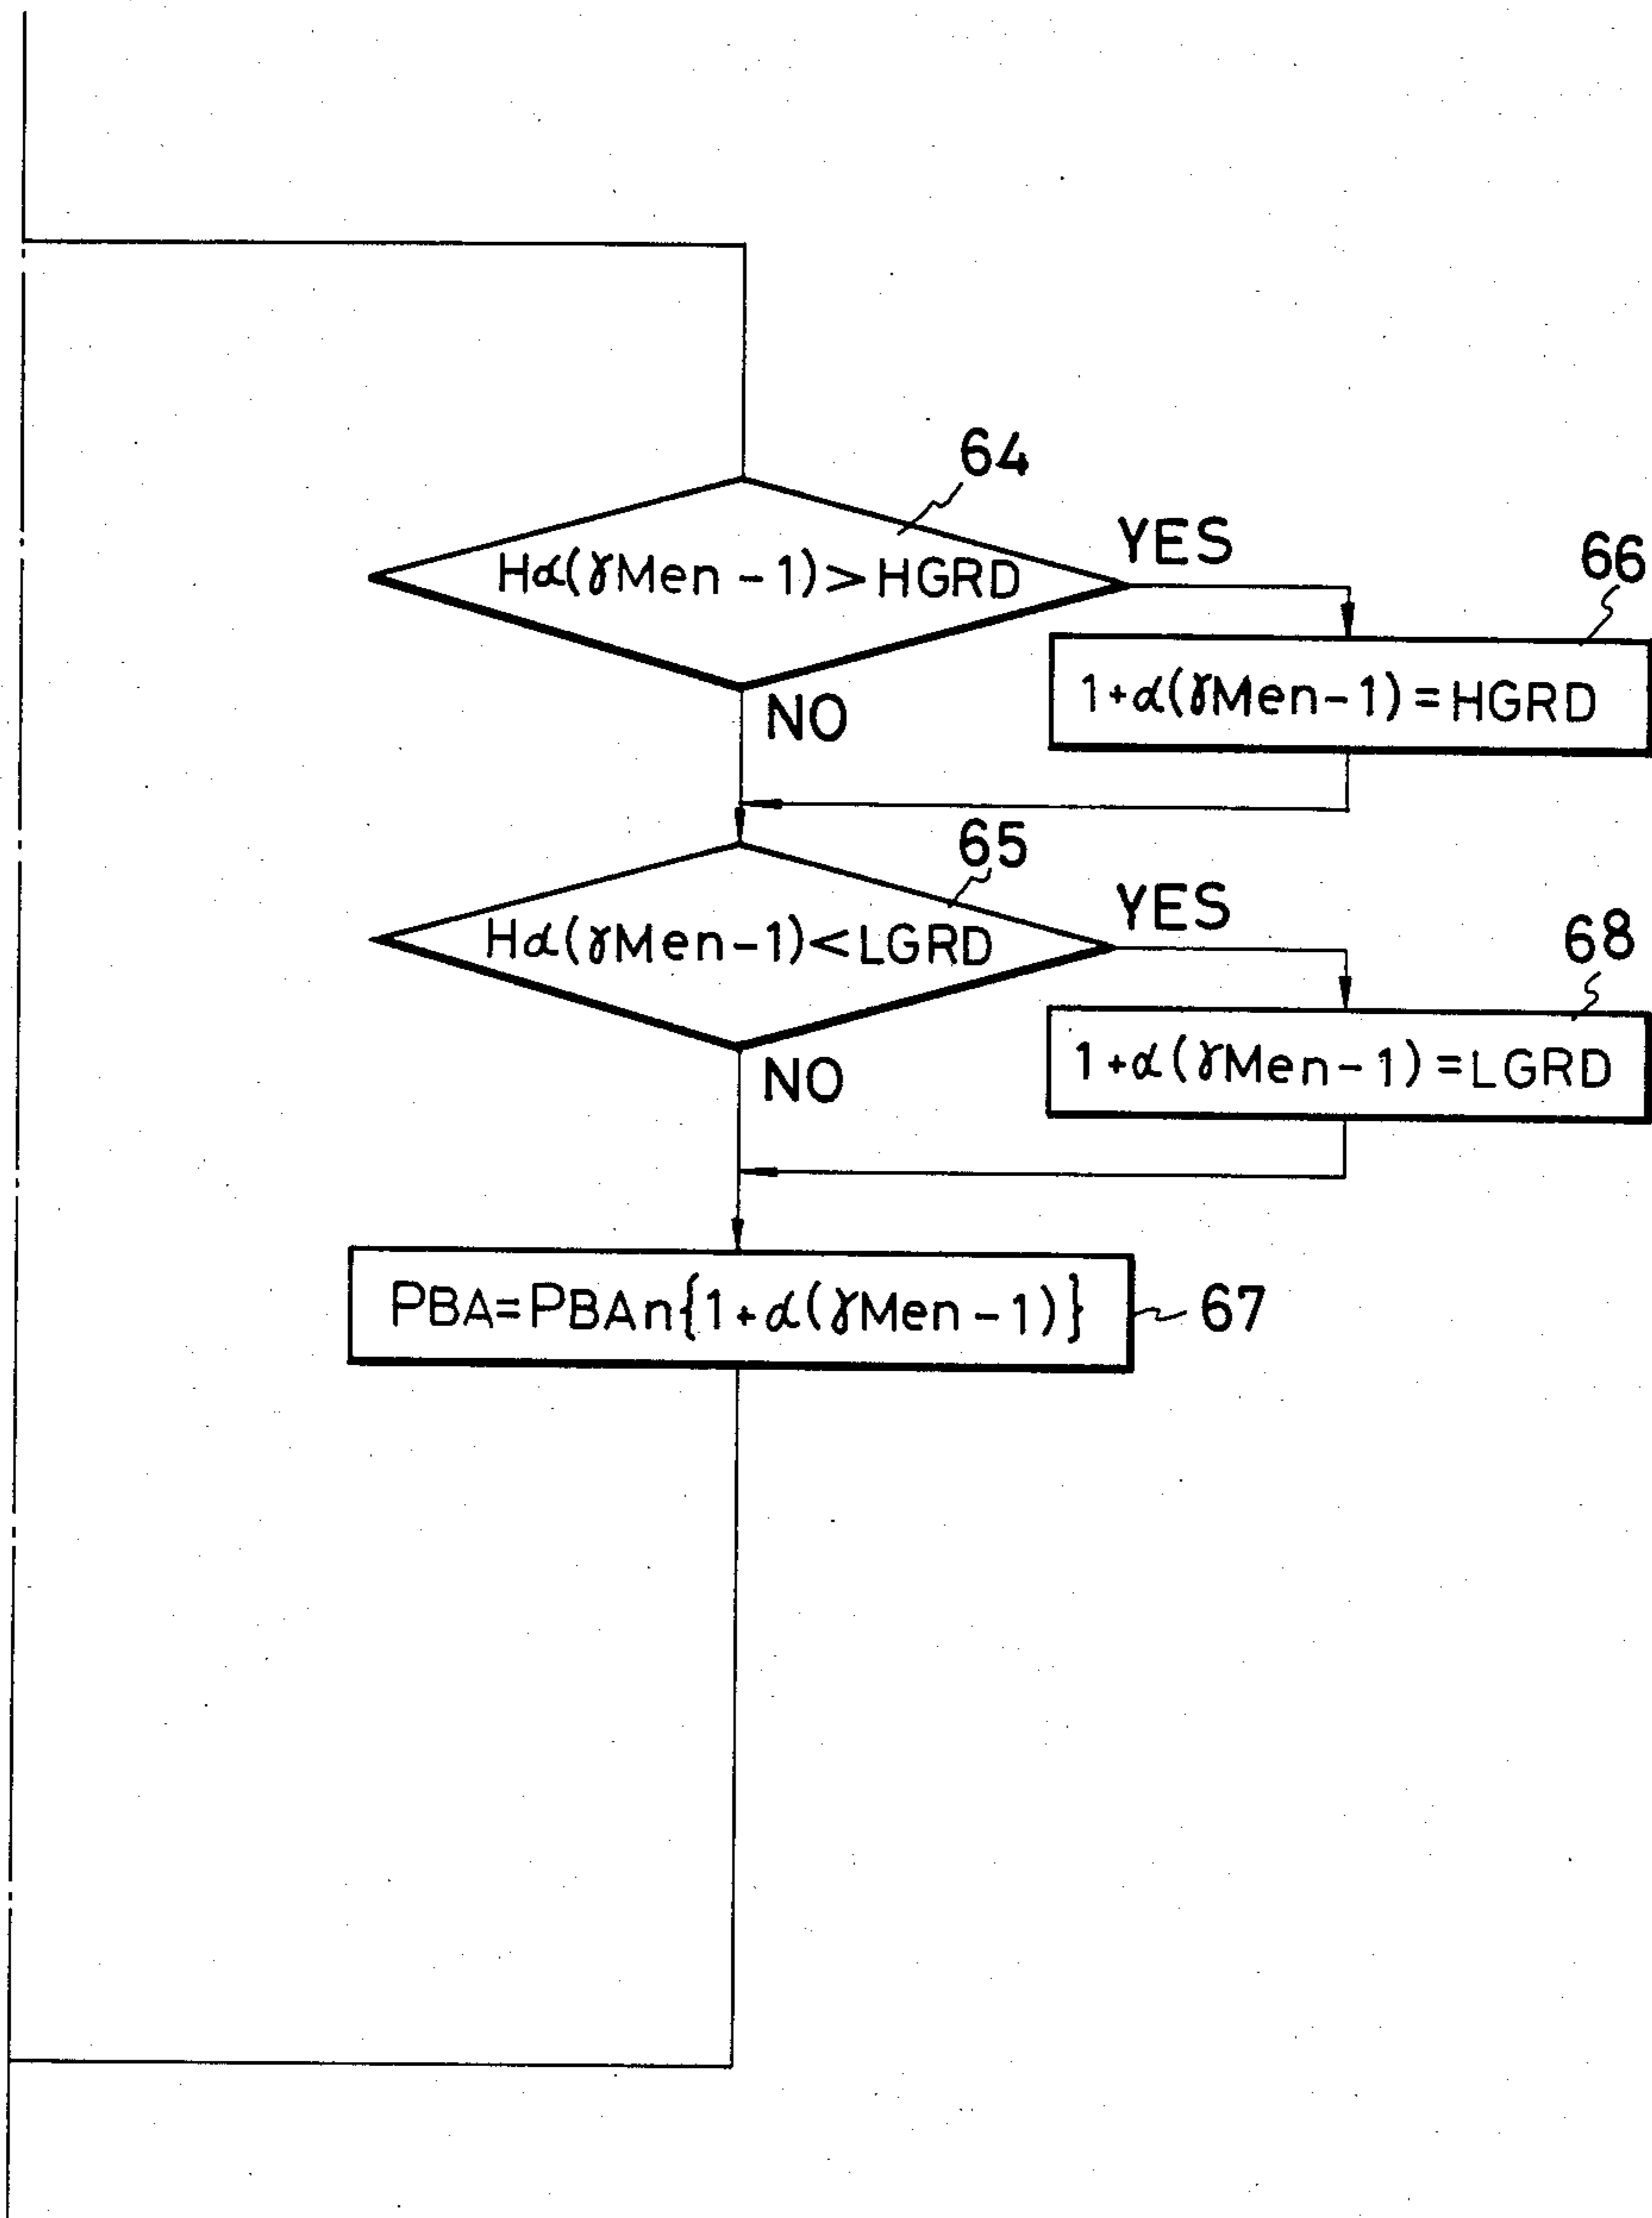 64
Hα(γMen-1)>HGRD
YES
66
1+α(γMen-1)=HGRD
NO
65
Hα(γMen-1)<LGRD
YES
68
1+α(γMen-1)=LGRD
NO
PBA=PBAn{1+α(γMen-1)}
67